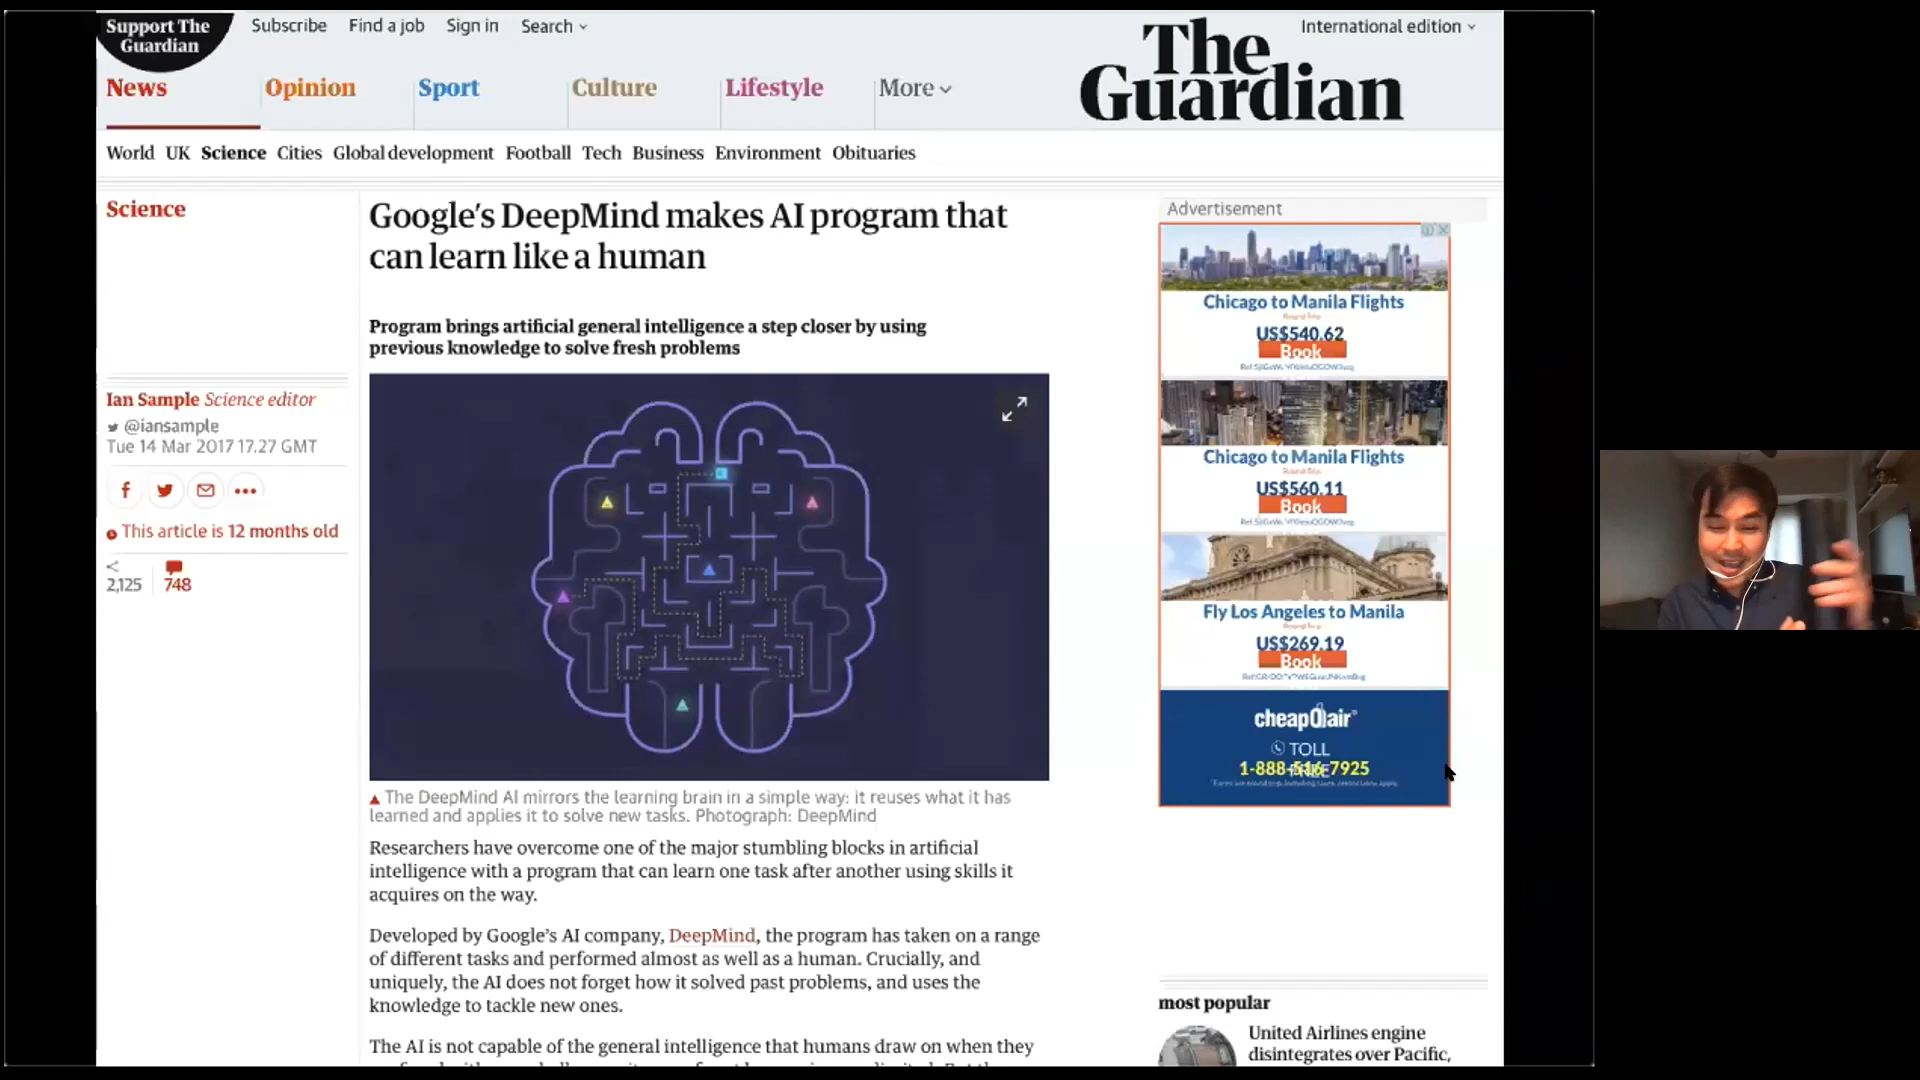 Support The
Guardian
Subscribe
Find a job
Sign in
Search
International edition
The
Guardian
News
Opinion
Sport
Culture
Lifestyle
More
World UK Science Cities Global development Football Tech Business Environment Obituaries
Science
Google's DeepMind makes AI program that
can learn like a human
Program brings artificial general intelligence a step closer by using
previous knowledge to solve fresh problems
Ian Sample Science editor
@iansample
Tue 14 Mar 2017 17.27 GMT
This article is 12 months old
2,125
748
The DeepMind AI mirrors the learning brain in a simple way: it reuses what it has
learned and applies it to solve new tasks. Photograph: DeepMind
Researchers have overcome one of the major stumbling blocks in artificial
intelligence with a program that can learn one task after another using skills it
acquires on the way.
Developed by Google's AI company, DeepMind, the program has taken on a range
of different tasks and performed almost as well as a human. Crucially, and
uniquely, the AI does not forget how it solved past problems, and uses the
knowledge to tackle new ones.
The AI is not capable of the general intelligence that humans draw on when they
Advertisement
Chicago to Manila Flights
US$540.62
Book
Chicago to Manila Flights
US$560.11
Book
Fly Los Angeles to Manila
US$269.19
Book
cheapOair
TOLL
FREE
1-888-516-7925
most popular
United Airlines engine
disintegrates over Pacific,